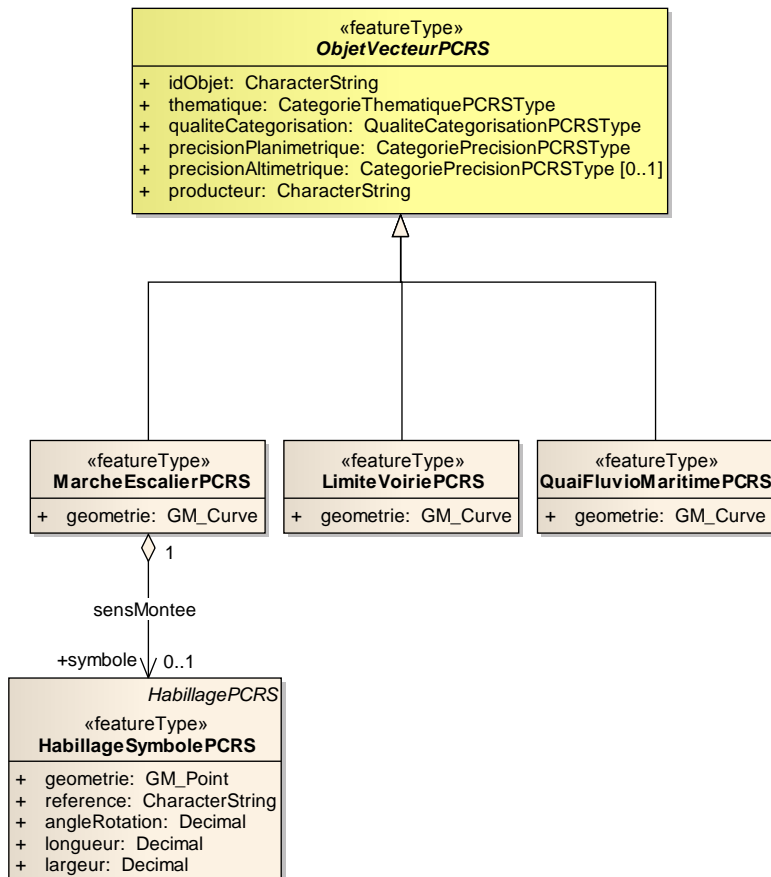 «featureType»
ObjetVecteurPCRS
+ idObjet: CharacterString
+ thematique: CategorieThematiquePCRSType
+ qualiteCategorisation: QualiteCategorisationPCRSType
+ precisionPlanimetrique: CategoriePrecisionPCRSType
+ precisionAltimetrique: CategoriePrecisionPCRSType [0..1]
+ producteur: CharacterString
«featureType»
MarcheEscalierPCRS
+ geometrie: GM_Curve
«featureType»
LimiteVoiriePCRS
+ geometrie: GM_Curve
«featureType»
QuaiFluvioMaritimePCRS
+ geometrie: GM_Curve
1
sensMontee
+symbole 0..1
HabillagePCRS
«featureType»
HabillageSymbolePCRS
+ geometrie: GM_Point
+ reference: CharacterString
+ angleRotation: Decimal
+ longueur: Decimal
+ largeur: Decimal